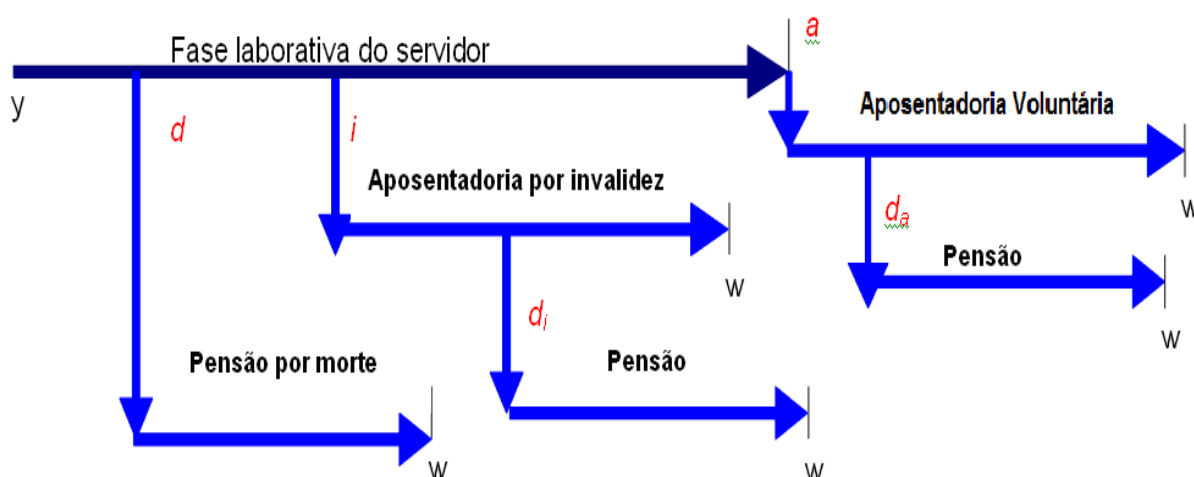 a
Fase laborativa do servidor
y
Aposentadoria Voluntária
d
i
Aposentadoria por invalidez
w
da
Pensão
w
w
di
Pensão por morte
Pensão
w
w